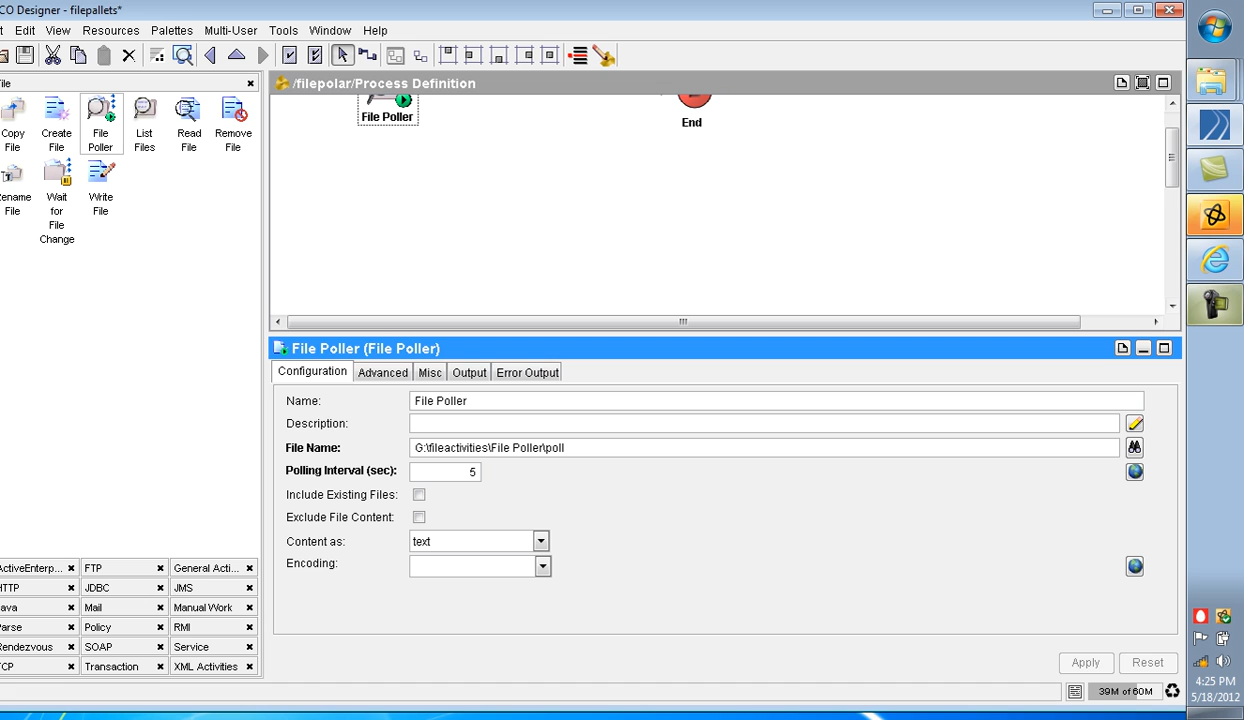 CO Designer - filepallets*
t Edit View Resources Palettes Multi-User Tools Window Help
ile
Copy File
Create File
File Poller
List Files
Read File
Remove File
ename File
Wait for File Change
Write File
/filepolar/Process Definition
File Poller
End
File Poller (File Poller)
Configuration Advanced Misc Output Error Output
Name: File Poller
Description:
File Name: G:\fileactivities\File Poller\poll
Polling Interval (sec): 5
Include Existing Files:
Exclude File Content:
Content as: text
Encoding:
Apply Reset
ActiveEnterp... FTP General Acti...
HTTP JDBC JMS
ava Mail Manual Work
arse Policy RMI
Rendezvous SOAP Service
TCP Transaction XML Activities
39M of 60M
4:25 PM
5/18/2012